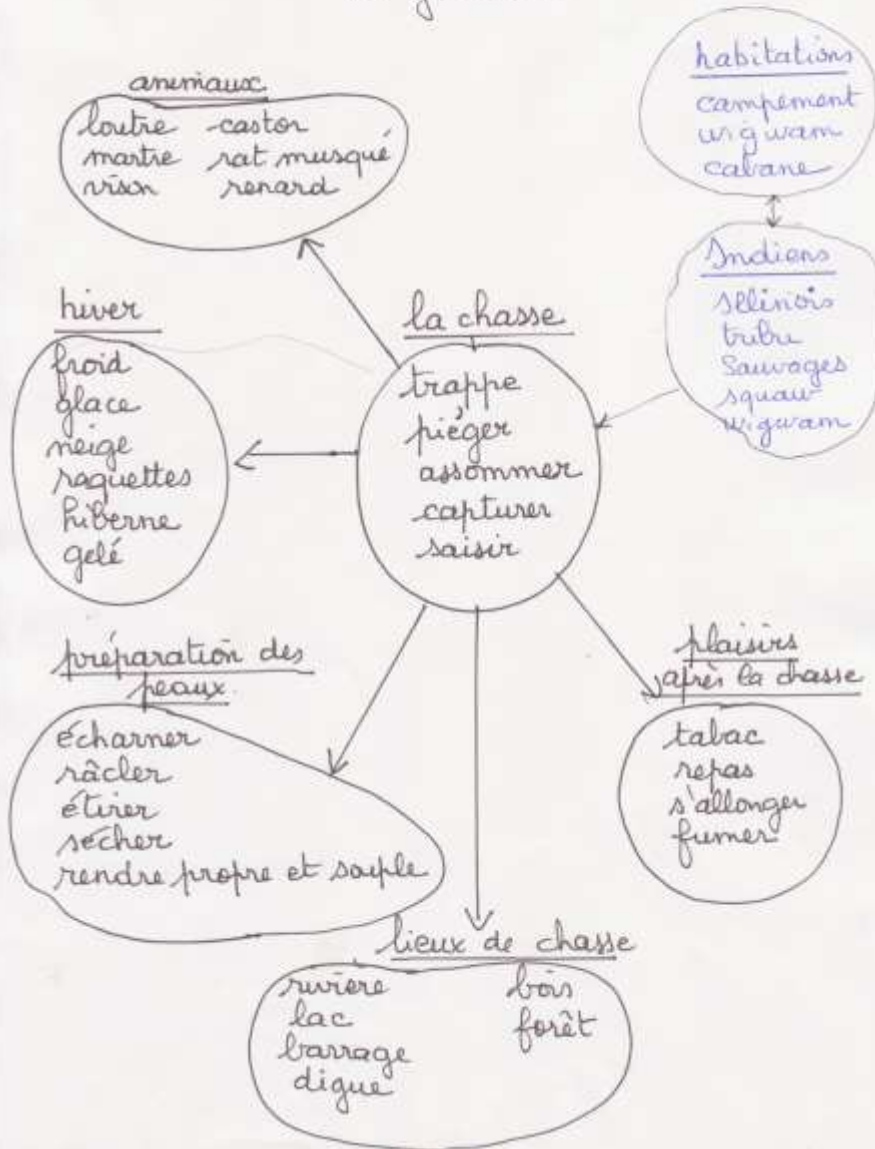 habitations
campement
wigwam
cabane
animaux
loutre castor
martre rat musqué
vison renard
Indiens
Illinois
tribu
Sauvages
squaw
wigwam
hiver
froid
glace
neige
raquettes
hiberne
gelé
la chasse
trappe
piéger
assommer
capturer
saisir
préparation des
peaux
écharner
râcler
étirer
sécher
rendre propre et souple
plaisirs
après la chasse
tabac
repas
s'allonger
fumer
lieux de chasse
rivière bois
lac forêt
barrage
digue